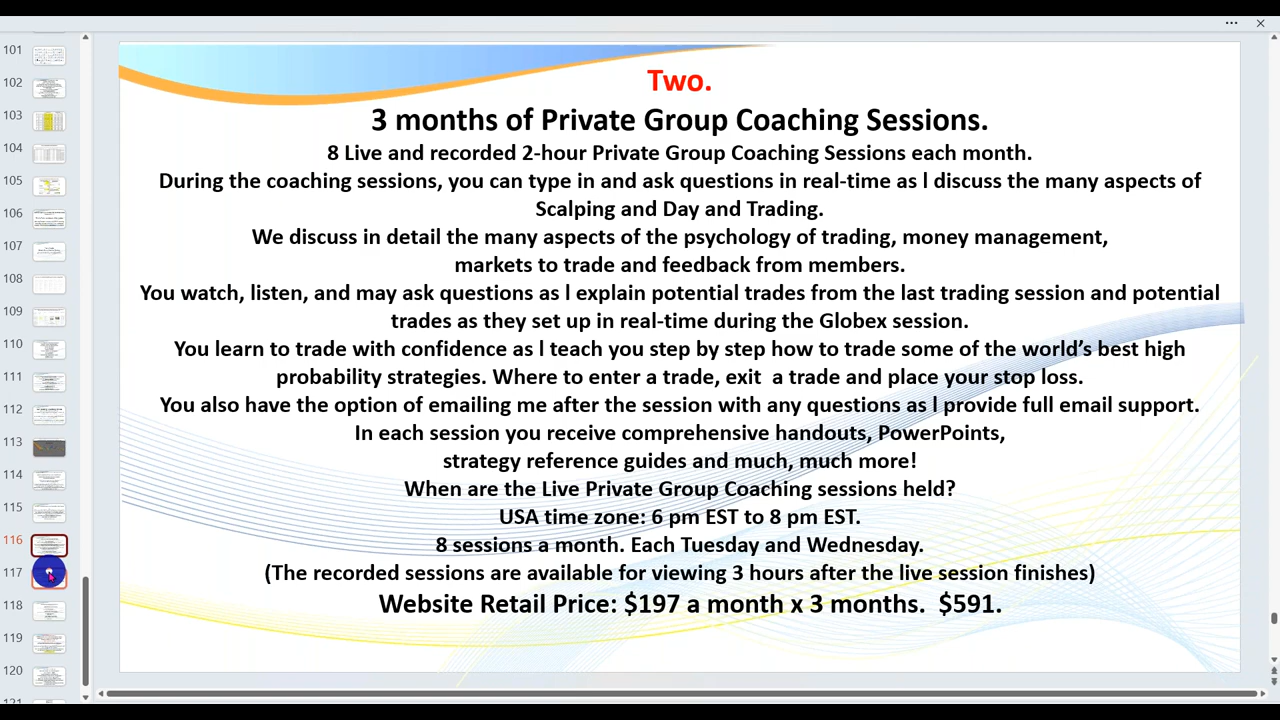 Two.
3 months of Private Group Coaching Sessions.
8 Live and recorded 2-hour Private Group Coaching Sessions each month.
During the coaching sessions, you can type in and ask questions in real-time as I discuss the many aspects of
Scalping and Day and Trading.
We discuss in detail the many aspects of the psychology of trading, money management,
markets to trade and feedback from members.
You watch, listen, and may ask questions as I explain potential trades from the last trading session and potential
trades as they set up in real-time during the Globex session.
You learn to trade with confidence as I teach you step by step how to trade some of the world’s best high
probability strategies. Where to enter a trade, exit  a trade and place your stop loss.
You also have the option of emailing me after the session with any questions as I provide full email support.
In each session you receive comprehensive handouts, PowerPoints,
strategy reference guides and much, much more!
When are the Live Private Group Coaching sessions held?
USA time zone: 6 pm EST to 8 pm EST.
8 sessions a month. Each Tuesday and Wednesday.
(The recorded sessions are available for viewing 3 hours after the live session finishes)
Website Retail Price: $197 a month x 3 months.  $591.
101
102
103
104
105
106
107
108
109
110
111
112
113
114
115
116
118
119
120